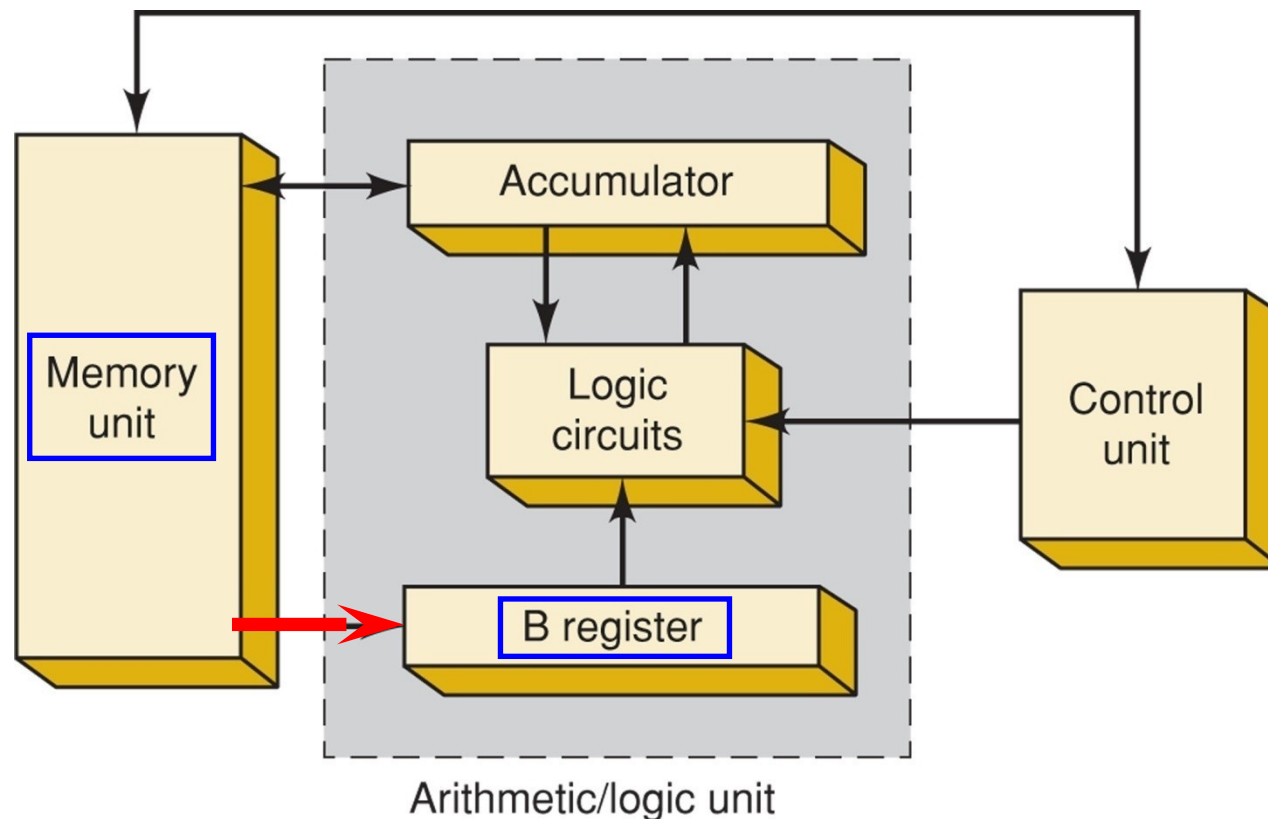 Accumulator
Memory
unit
Logic
circuits
Control
unit
B register
Arithmetic/logic unit